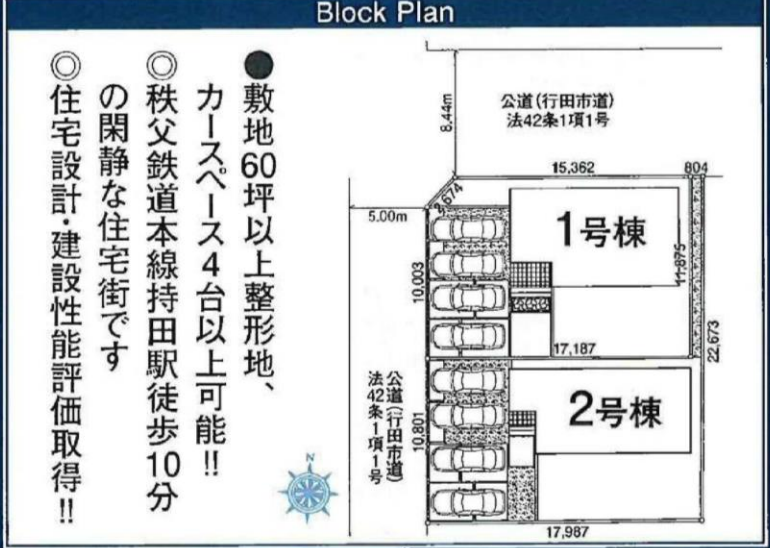 Block Plan
●敷地60坪以上整形地、
カースペース4台以上可能!!
◎秩父鉄道本線持田駅徒歩10分
の閑静な住宅街です
◎住宅設計・建設性能評価取得!!
N
公道(行田市道)
法42条1項1号
8.44m
15,362
804
3,674
5.00m
1号棟
11,875
10,003
17,187
22,673
公道(行田市道)
法42条1項1号
10,801
2号棟
17,987